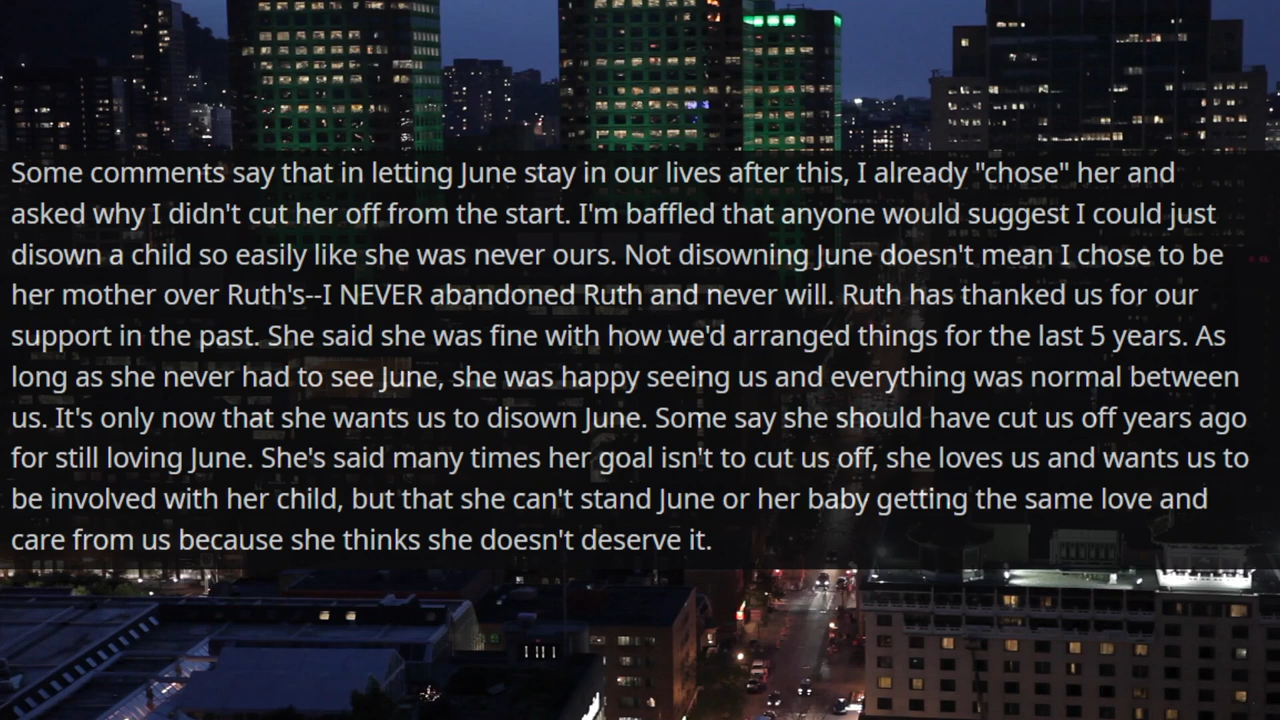 Some comments say that in letting June stay in our lives after this, I already "chose" her and
asked why I didn't cut her off from the start. I'm baffled that anyone would suggest I could just
disown a child so easily like she was never ours. Not disowning June doesn't mean I chose to be
her mother over Ruth's--I NEVER abandoned Ruth and never will. Ruth has thanked us for our
support in the past. She said she was fine with how we'd arranged things for the last 5 years. As
long as she never had to see June, she was happy seeing us and everything was normal between
us. It's only now that she wants us to disown June. Some say she should have cut us off years ago
for still loving June. She's said many times her goal isn't to cut us off, she loves us and wants us to
be involved with her child, but that she can't stand June or her baby getting the same love and
care from us because she thinks she doesn't deserve it.